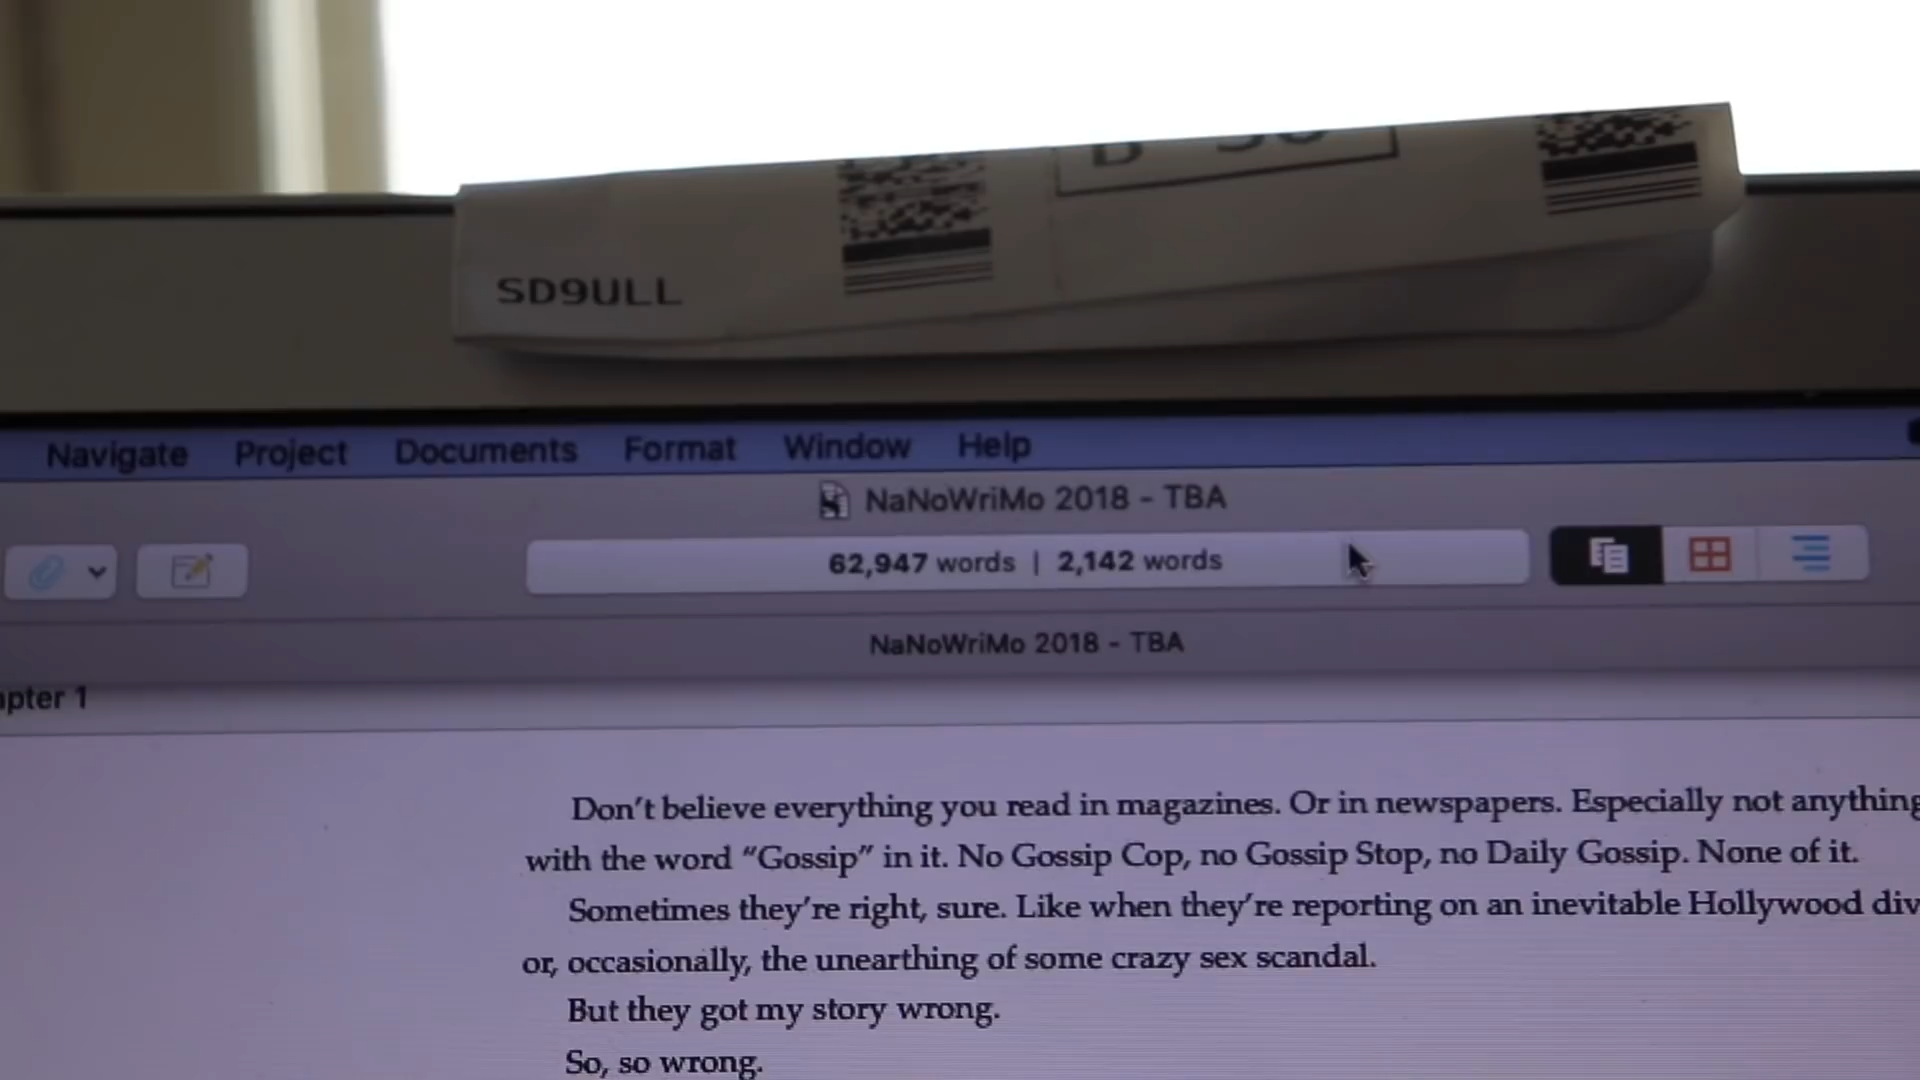 SD9ULL
Navigate Project Documents Format Window Help
NaNoWriMo 2018 - TBA
62,947 words | 2,142 words
NaNoWriMo 2018 - TBA
pter 1
Don't believe everything you read in magazines. Or in newspapers. Especially not anything
with the word “Gossip” in it. No Gossip Cop, no Gossip Stop, no Daily Gossip. None of it.
Sometimes they're right, sure. Like when they're reporting on an inevitable Hollywood div
or, occasionally, the unearthing of some crazy sex scandal.
But they got my story wrong.
So, so wrong.